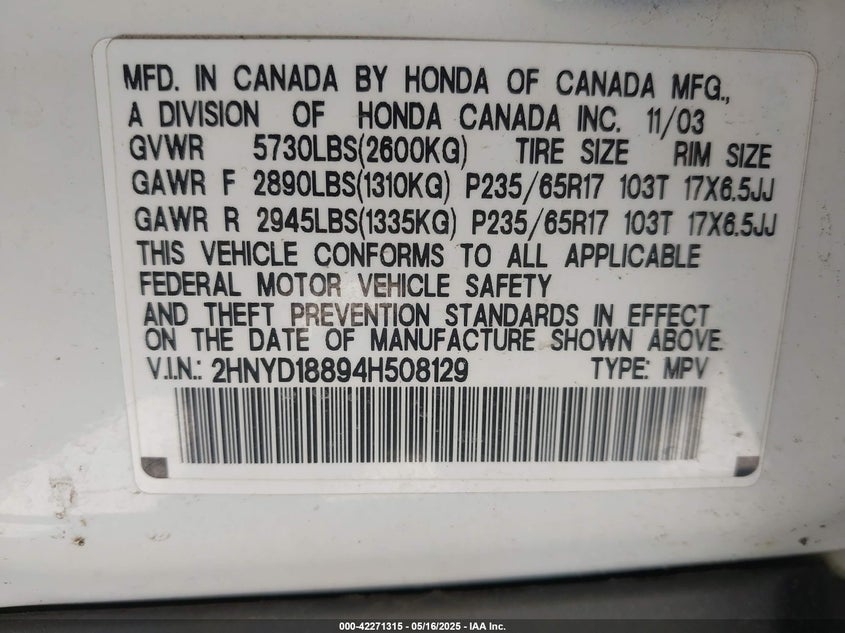 MFD. IN CANADA BY HONDA OF CANADA MFG.,
A DIVISION OF HONDA CANADA INC. 11/03
GVWR 5730LBS(2600KG) TIRE SIZE RIM SIZE
GAWR F 2890LBS(1310KG) P235/65R17 103T 17X6.5JJ
GAWR R 2945LBS(1335KG) P235/65R17 103T 17X6.5JJ
THIS VEHICLE CONFORMS TO ALL APPLICABLE
FEDERAL MOTOR VEHICLE SAFETY
AND THEFT PREVENTION STANDARDS IN EFFECT
ON THE DATE OF MANUFACTURE SHOWN ABOVE.
V.I.N.: 2HNYD18894H508129 TYPE: MPV
000-42271315 - 05/16/2025 - IAA Inc.